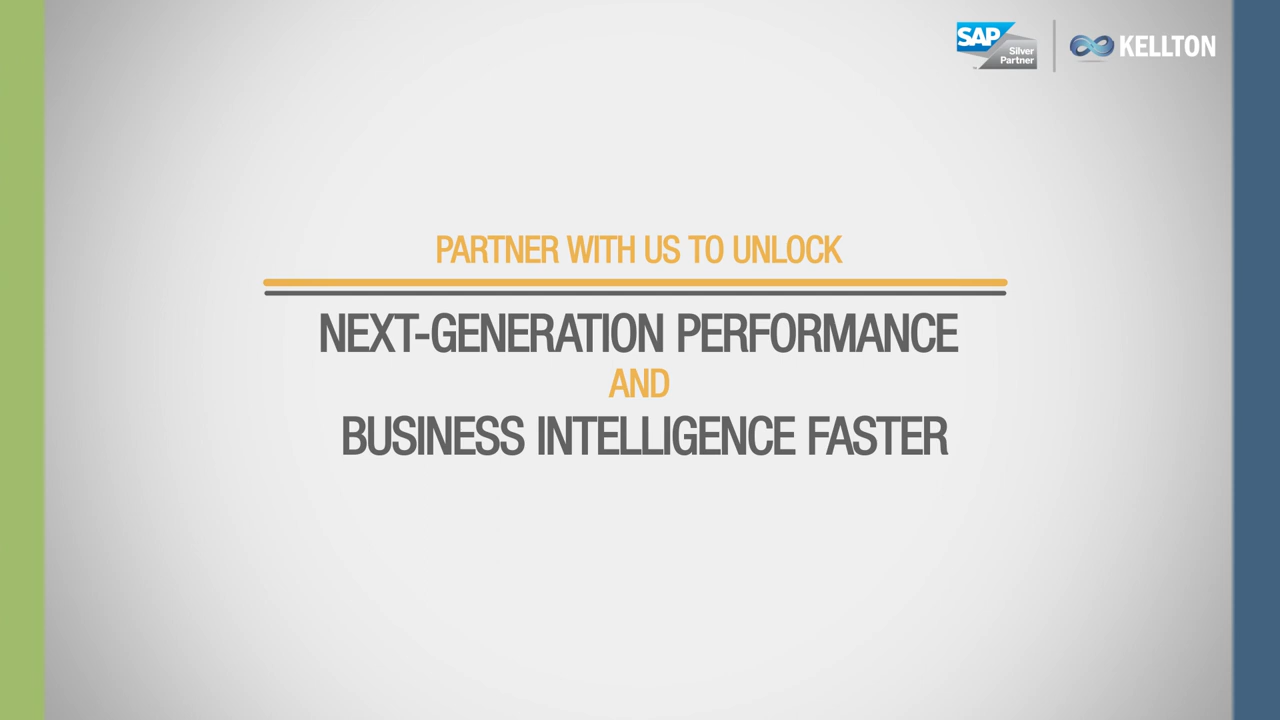 SAP
Silver
Partner
KELLTON
PARTNER WITH US TO UNLOCK
NEXT-GENERATION PERFORMANCE
AND
BUSINESS INTELLIGENCE FASTER